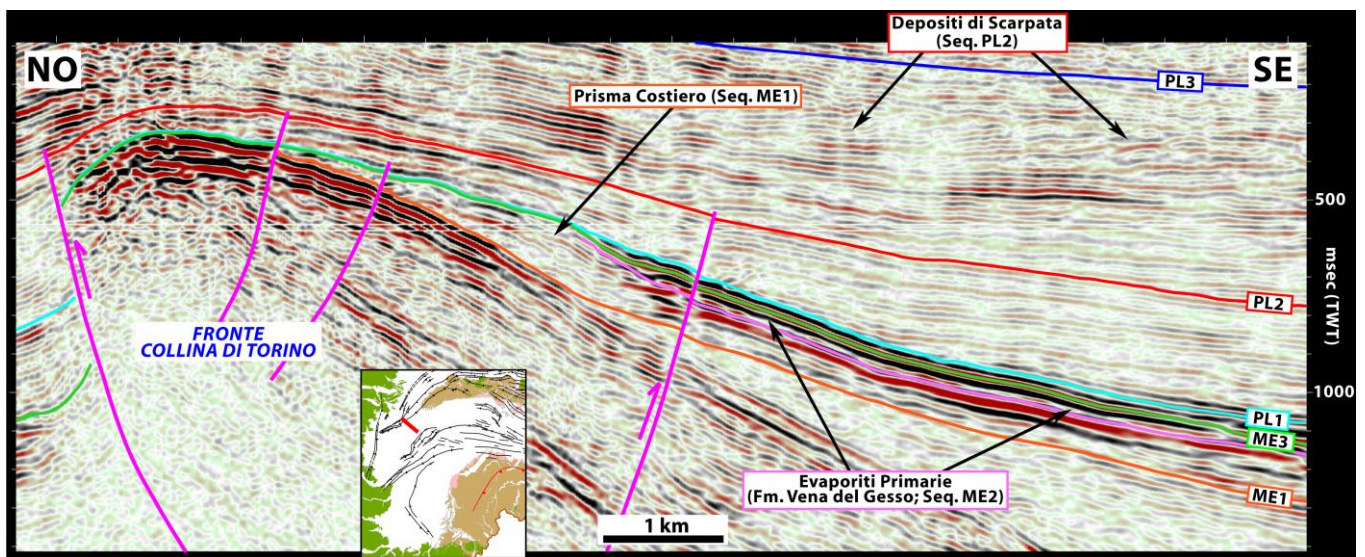 NO
Depositi di Scarpata
(Seq. PL2)
SE
PL3
Prisma Costiero (Seq. ME1)
500
msec (TWT)
PL2
FRONTE
COLLINA DI TORINO
1000
PL1
ME3
Evaporiti Primarie
(Fm. Vena del Gesso; Seq. ME2)
ME1
1 km